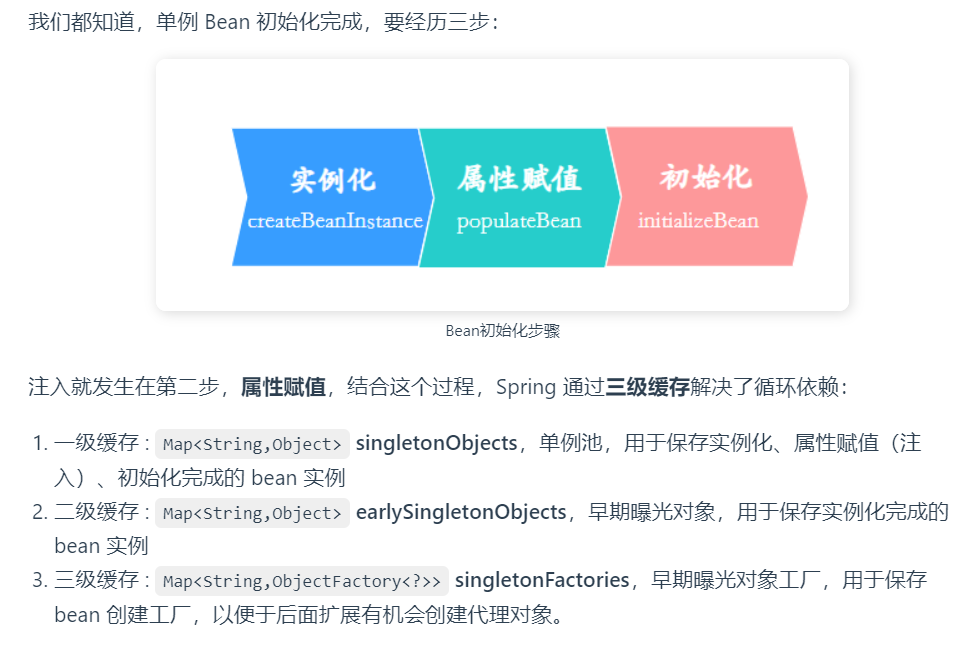 我们都知道，单例 Bean 初始化完成，要经历三步：
实例化 属性赋值 初始化
createBeanInstance populateBean initializeBean
Bean初始化步骤
注入就发生在第二步，属性赋值，结合这个过程，Spring 通过三级缓存解决了循环依赖：
1. 一级缓存 : Map<String,Object> singletonObjects，单例池，用于保存实例化、属性赋值（注
入）、初始化完成的 bean 实例
2. 二级缓存 : Map<String,Object> earlySingletonObjects，早期曝光对象，用于保存实例化完成的
bean 实例
3. 三级缓存 : Map<String,ObjectFactory<?>> singletonFactories，早期曝光对象工厂，用于保存
bean 创建工厂，以便于后面扩展有机会创建代理对象。